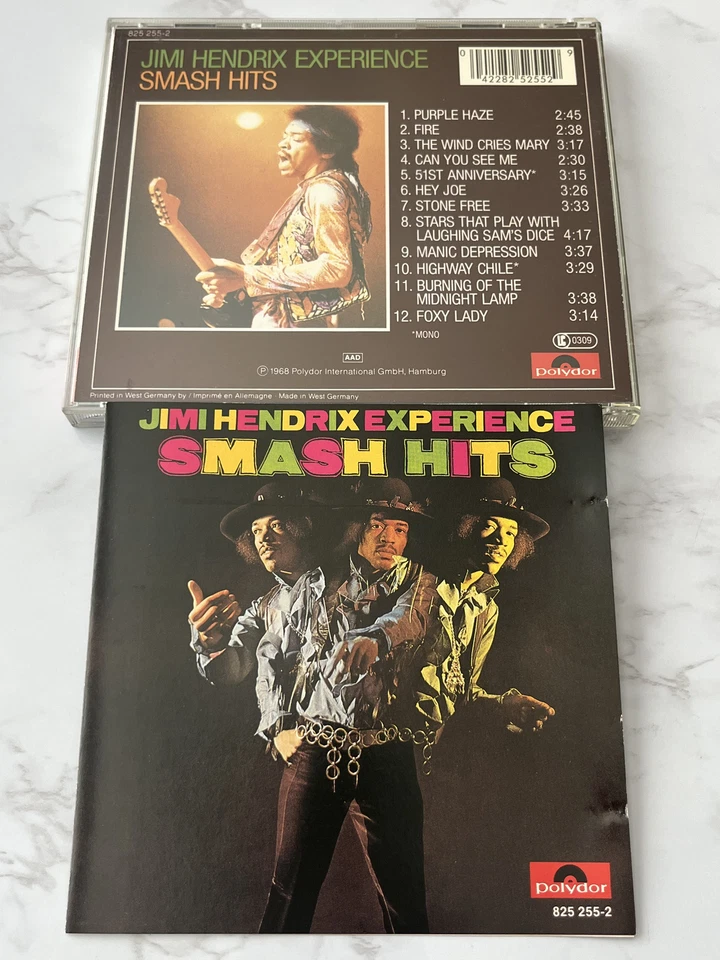 825 255-2
JIMI HENDRIX EXPERIENCE
SMASH HITS
0 42282 52552 9
1. PURPLE HAZE 2:45
2. FIRE 2:38
3. THE WIND CRIES MARY 3:17
4. CAN YOU SEE ME 2:30
5. 51ST ANNIVERSARY* 3:15
6. HEY JOE 3:26
7. STONE FREE 3:33
8. STARS THAT PLAY WITH
LAUGHING SAM'S DICE 4:17
9. MANIC DEPRESSION 3:37
10. HIGHWAY CHILE* 3:29
11. BURNING OF THE
MIDNIGHT LAMP 3:38
12. FOXY LADY 3:14
*MONO
LC 0309
AAD
℗ 1968 Polydor International GmbH, Hamburg
polydor
Printed in West Germany by / Imprimé en Allemagne · Made in West Germany
JIMI HENDRIX EXPERIENCE
SMASH HITS
polydor
825 255-2